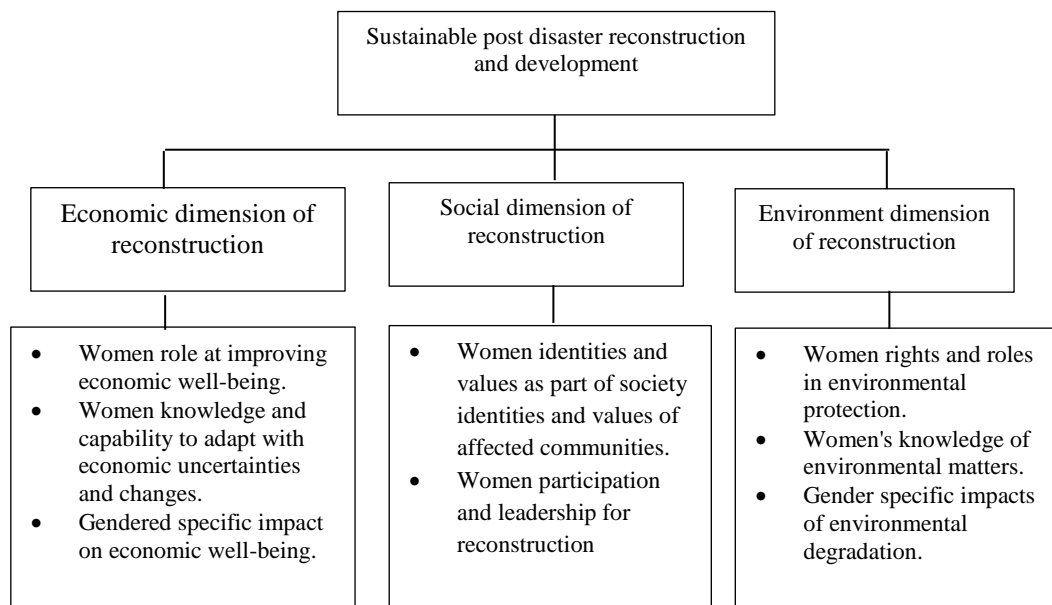 Sustainable post disaster reconstruction
and development
Economic dimension of
reconstruction
Social dimension of
reconstruction
Environment dimension
of reconstruction
• Women role at improving
economic well-being.
• Women knowledge and
capability to adapt with
economic uncertainties
and changes.
• Gendered specific impact
on economic well-being.
• Women identities and
values as part of society
identities and values of
affected communities.
• Women participation
and leadership for
reconstruction
• Women rights and roles
in environmental
protection.
• Women's knowledge of
environmental matters.
• Gender specific impacts
of environmental
degradation.